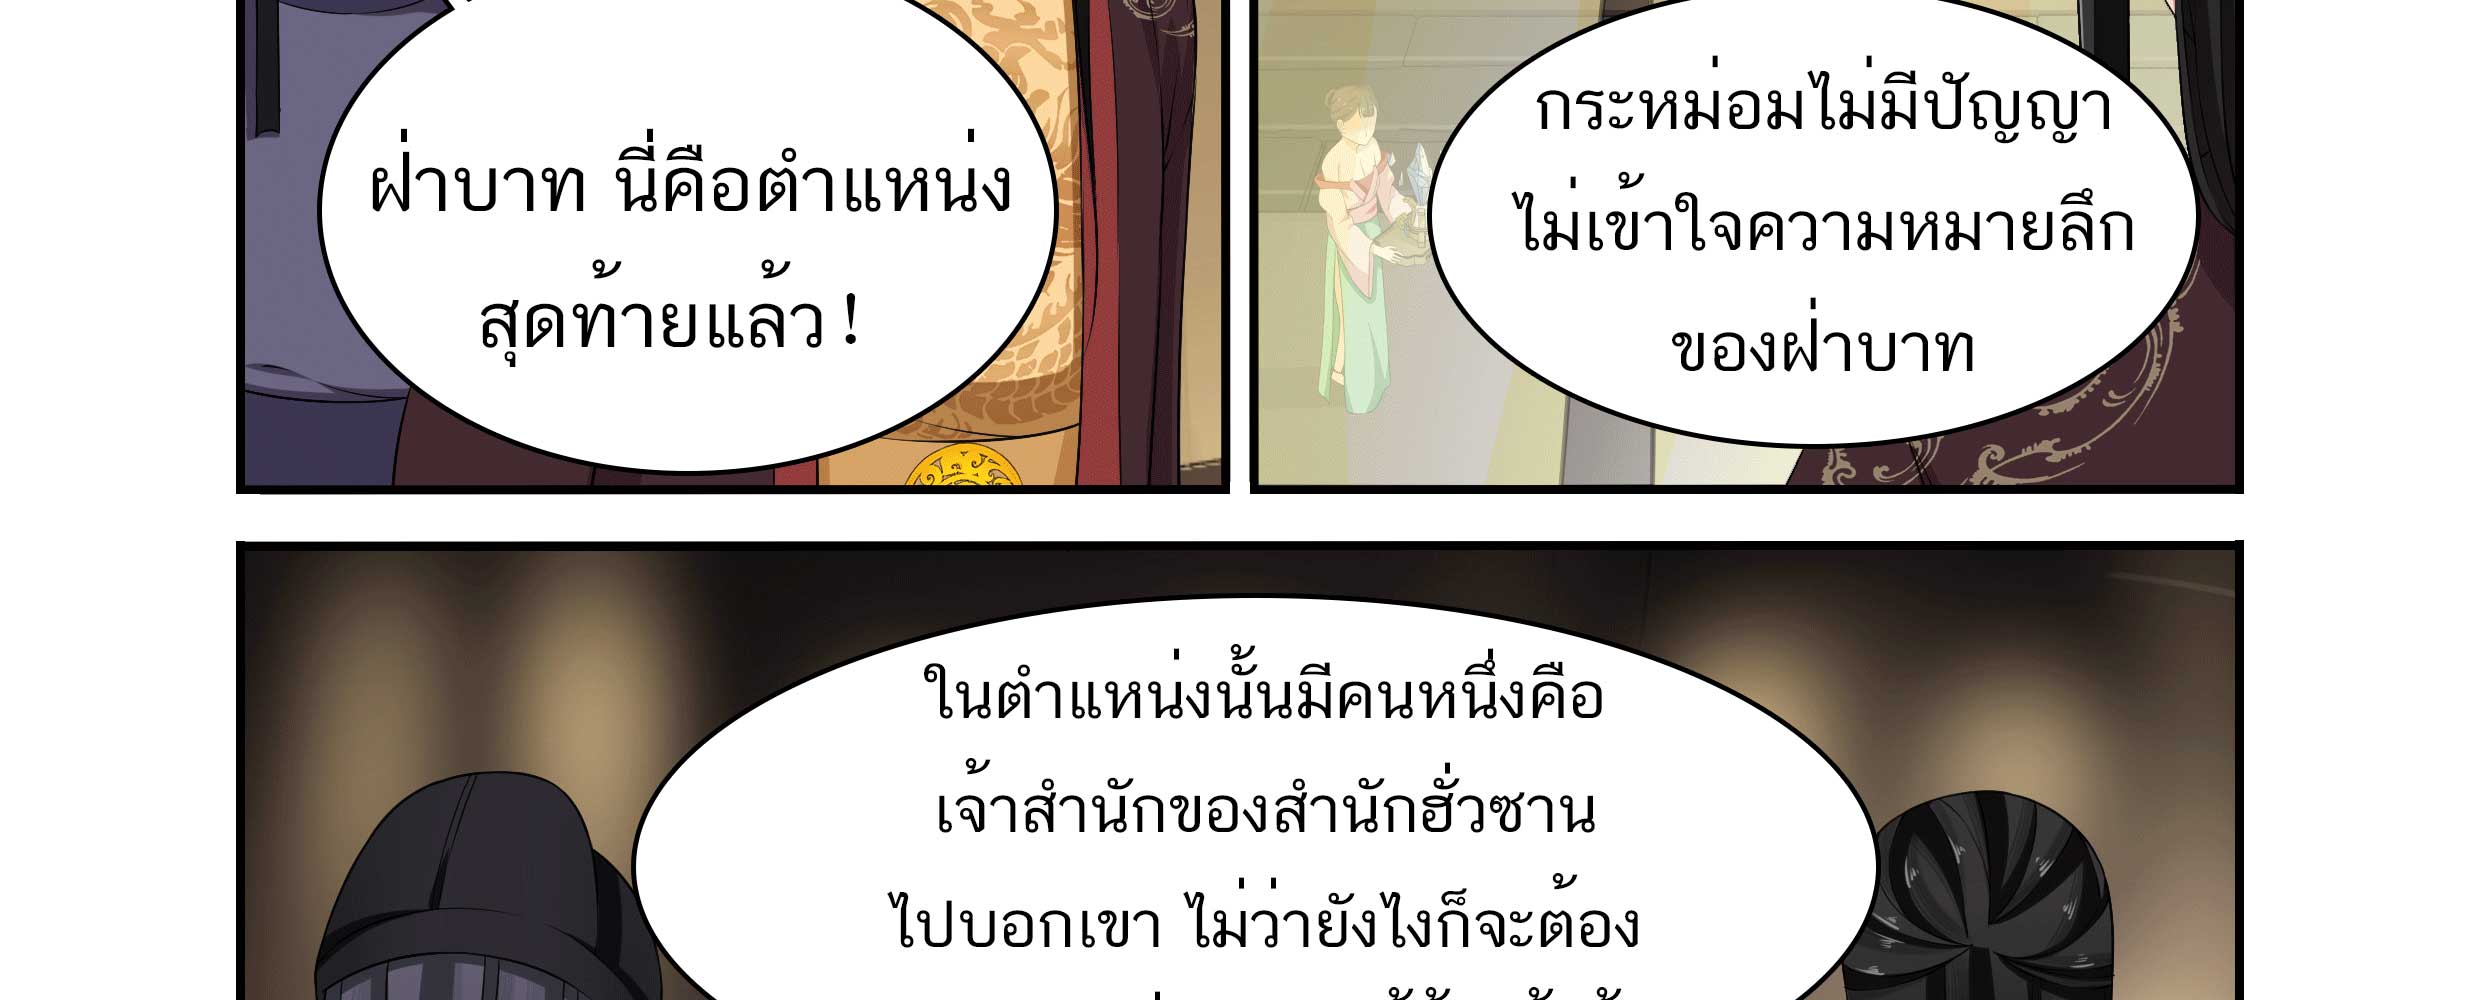 ฝ่าบาท นี่คือตำแหน่ง
สุดท้ายแล้ว!
กระหม่อมไม่มีปัญญา
ไม่เข้าใจความหมายลึก
ของฝ่าบาท
ในตำแหน่งนั้นมีคนหนึ่งคือ
เจ้าสำนักของสำนักฮั่วซาน
ไปบอกเขา ไม่ว่ายังไงก็จะต้อง